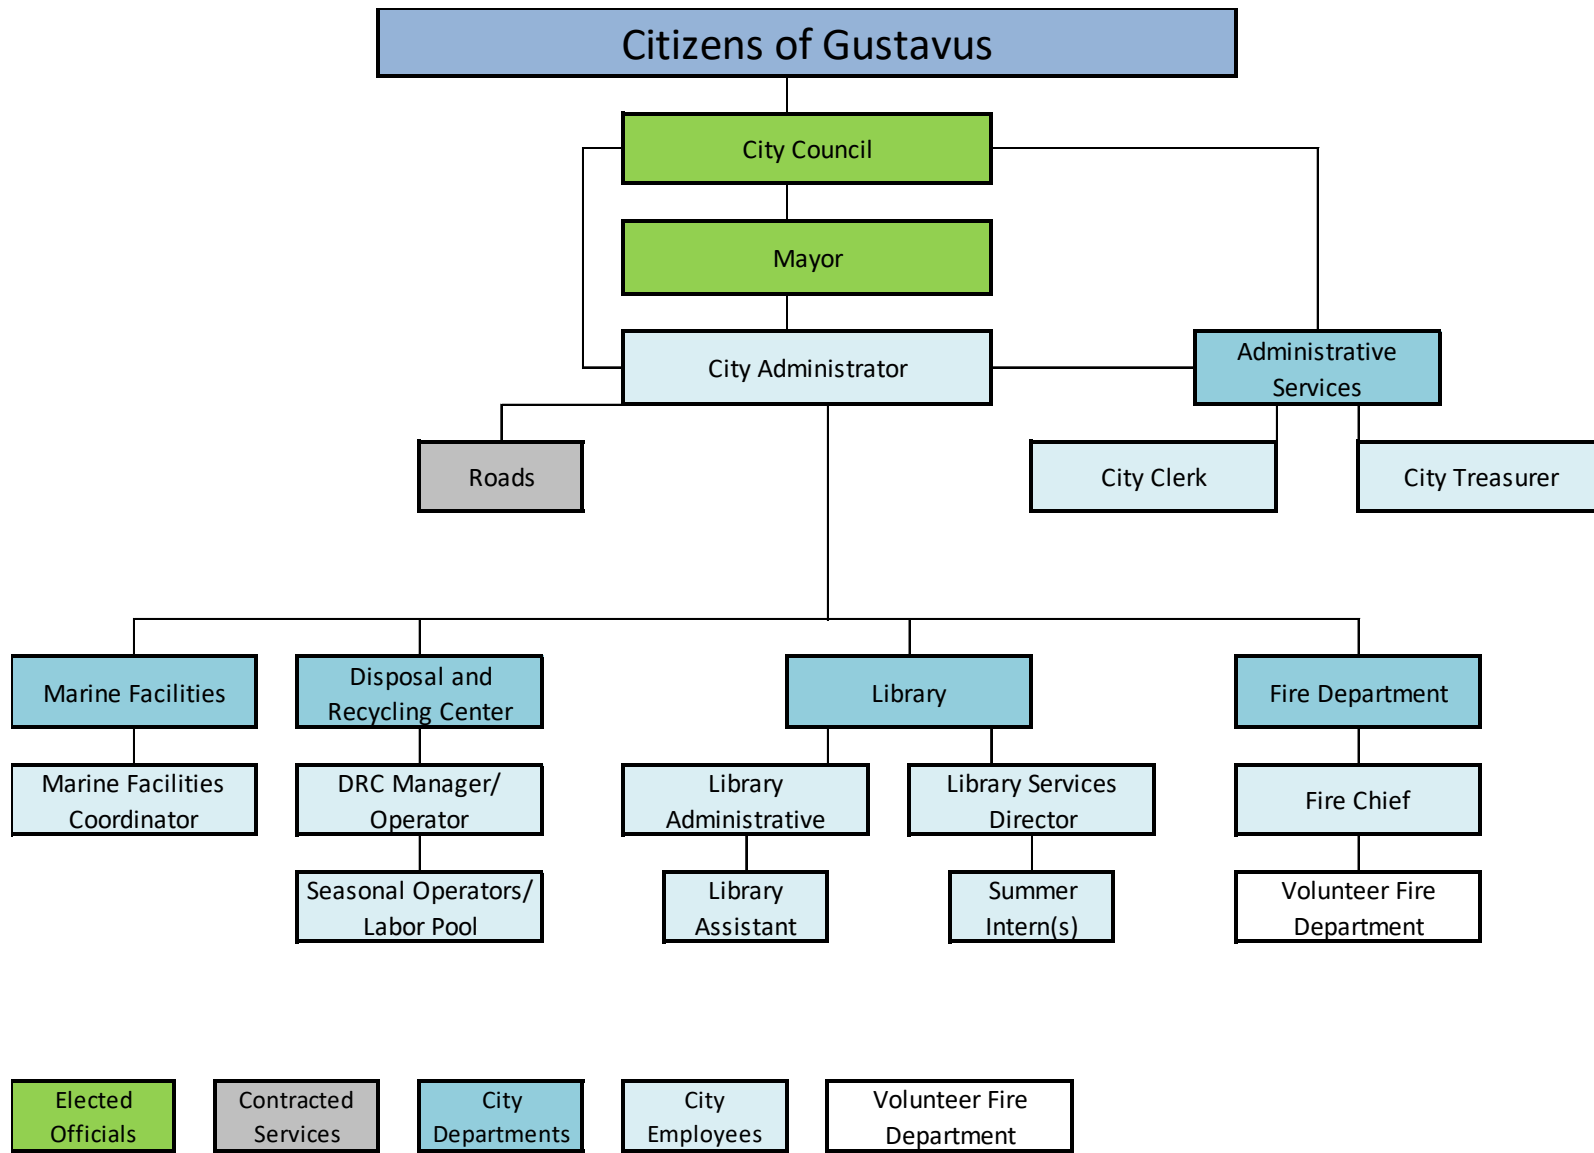 Citizens of Gustavus
City Council
Mayor
City Administrator
Administrative
Services
Roads
City Clerk
City Treasurer
Marine Facilities
Disposal and
Recycling Center
Library
Fire Department
Marine Facilities
Coordinator
DRC Manager/
Operator
Library
Administrative
Library Services
Director
Fire Chief
Seasonal Operators/
Labor Pool
Library
Assistant
Summer
Intern(s)
Volunteer Fire
Department
Elected
Officials
Contracted
Services
City
Departments
City
Employees
Volunteer Fire
Department